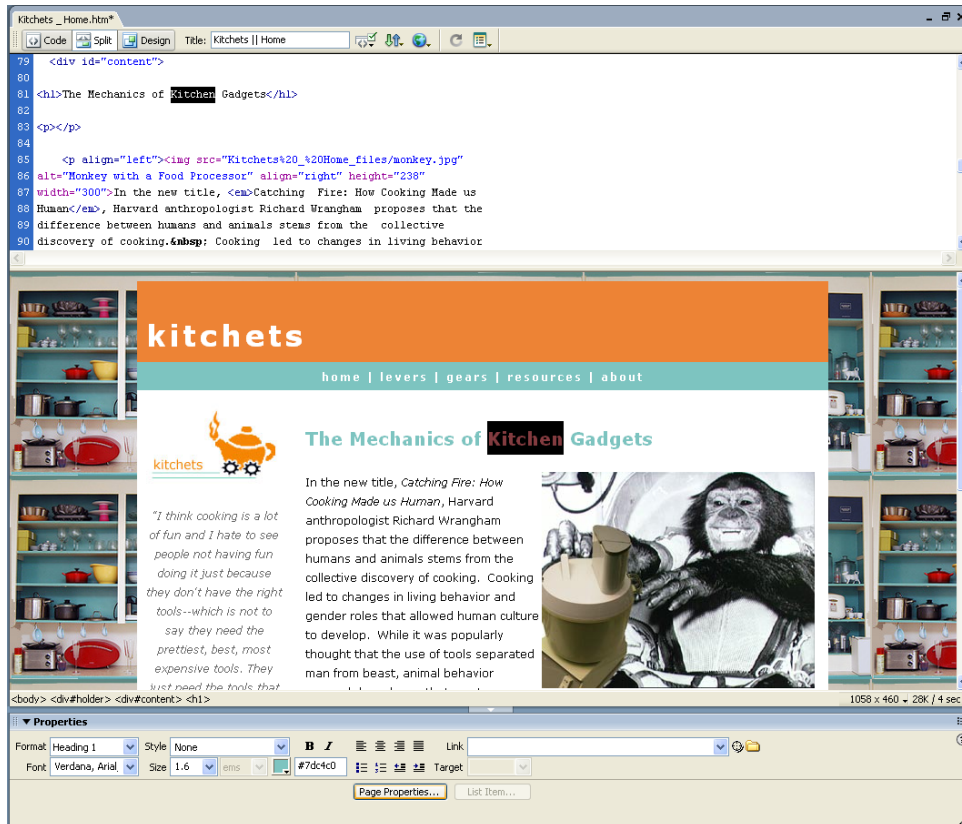 Kitchets _ Home.htm*
Code Split Design Title: Kitchets || Home
79 <div id="content">
80
81 <h1>The Mechanics of Kitchen Gadgets</h1>
82
83 <p></p>
84
85 <p align="left"><img src="Kitchets%20_%20Home_files/monkey.jpg"
86 alt="Monkey with a Food Processor" align="right" height="238"
87 width="300">In the new title, <em>Catching  Fire: How Cooking Made us
88 Human</em>, Harvard anthropologist Richard Wrangham  proposes that the
89 difference between humans and animals stems from the  collective
90 discovery of cooking.&nbsp; Cooking  led to changes in living behavior
kitchets
home | levers | gears | resources | about
kitchets
"I think cooking is a lot
of fun and I hate to see
people not having fun
doing it just because
they don't have the right
tools--which is not to
say they need the
prettiest, best, most
expensive tools. They
just need the tools that
The Mechanics of Kitchen Gadgets
In the new title, Catching Fire: How
Cooking Made us Human, Harvard
anthropologist Richard Wrangham
proposes that the difference between
humans and animals stems from the
collective discovery of cooking.  Cooking
led to changes in living behavior and
gender roles that allowed human culture
to develop.  While it was popularly
thought that the use of tools separated
man from beast, animal behavior
<body> <div#holder> <div#content> <h1> 1058 x 460 28K / 4 sec
Properties
Format Heading 1 Style None B I Link
Font Verdana, Arial, Size 1.6 ems #7dc4c0 Target
Page Properties... List Item...